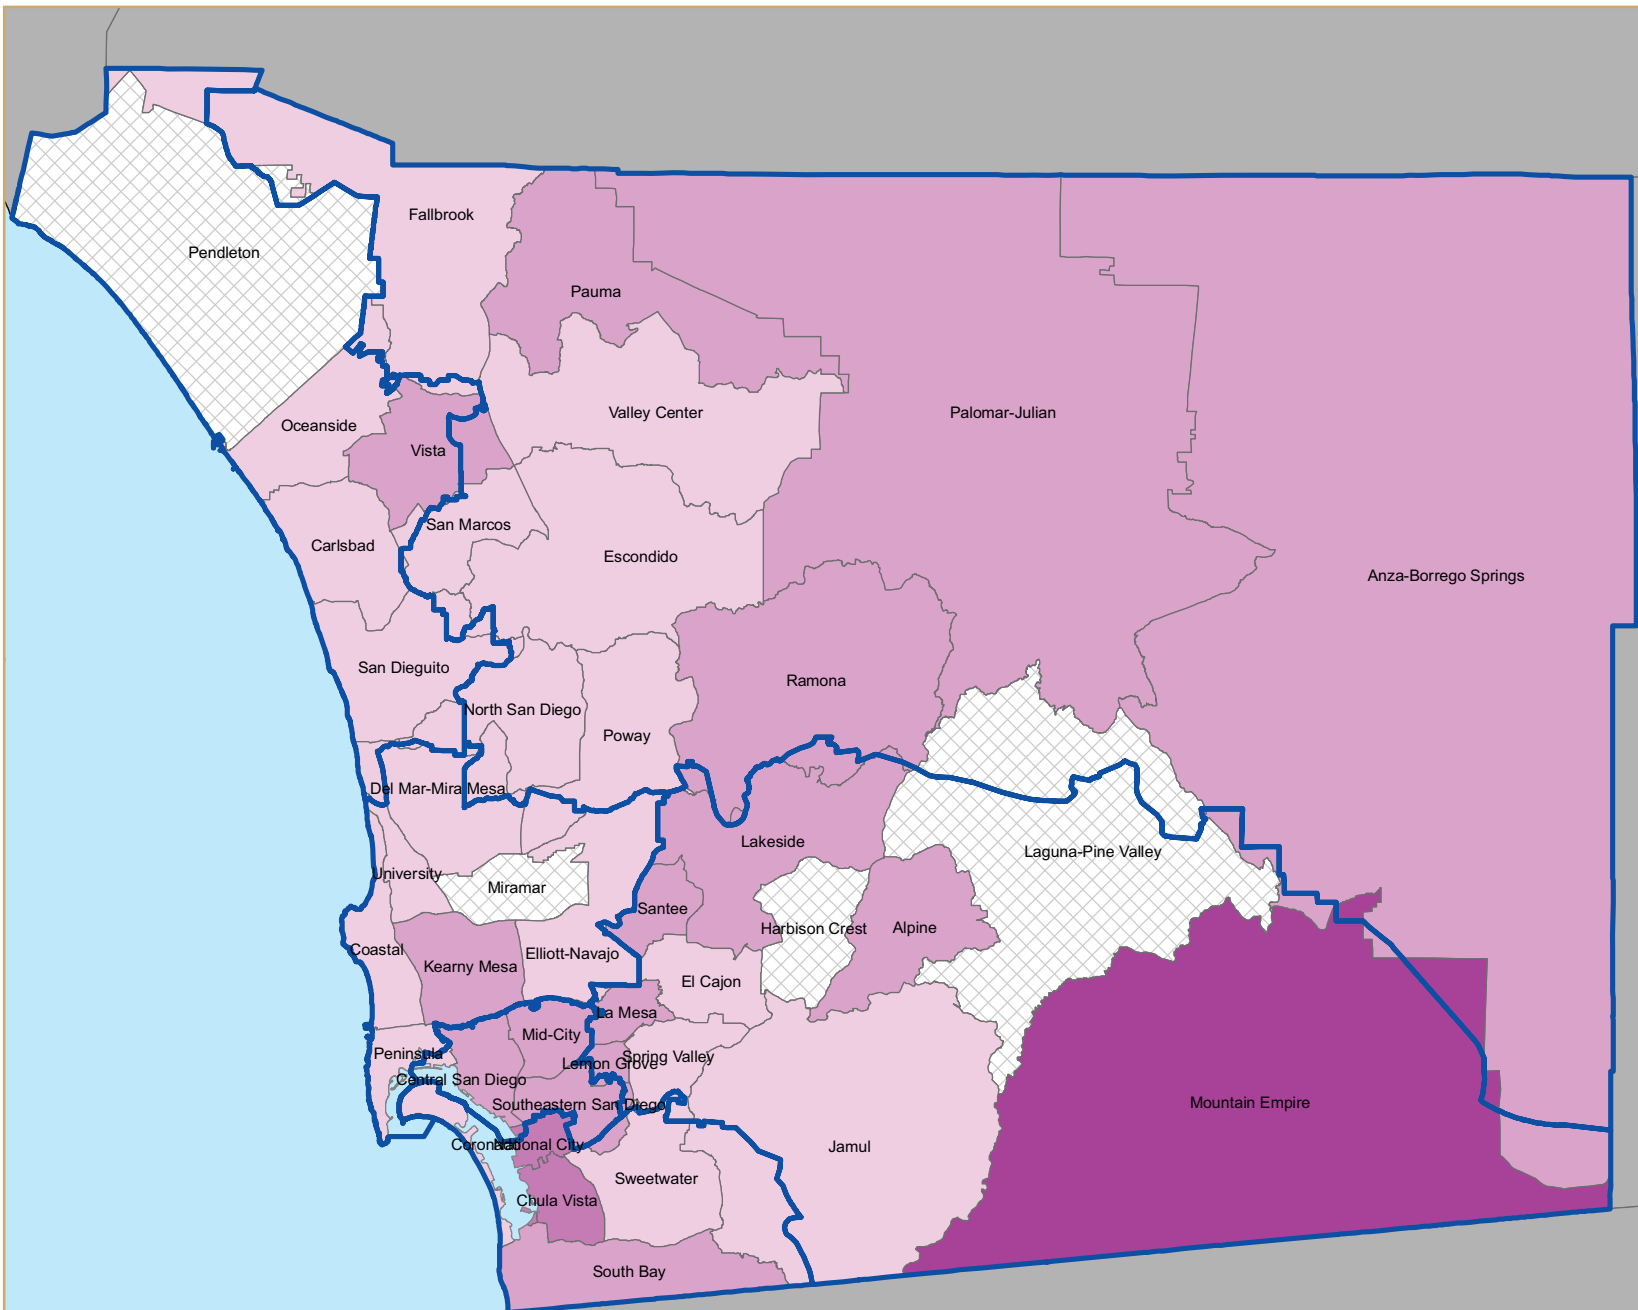 Fallbrook
Pendleton
Pauma
Valley Center
Palomar-Julian
Oceanside
Vista
San Marcos
Carlsbad
Escondido
Anza-Borrego Springs
San Dieguito
Ramona
North San Diego
Poway
Del Mar-Mira Mesa
Lakeside
Laguna-Pine Valley
University
Miramar
Santee
Harbison Crest
Alpine
Coastal
Elliott-Navajo
Kearny Mesa
El Cajon
La Mesa
Mid-City
Peninsula
Lemon Grove
Spring Valley
Central San Diego
Southeastern San Diego
Mountain Empire
Coronado
National City
Jamul
Sweetwater
Chula Vista
South Bay